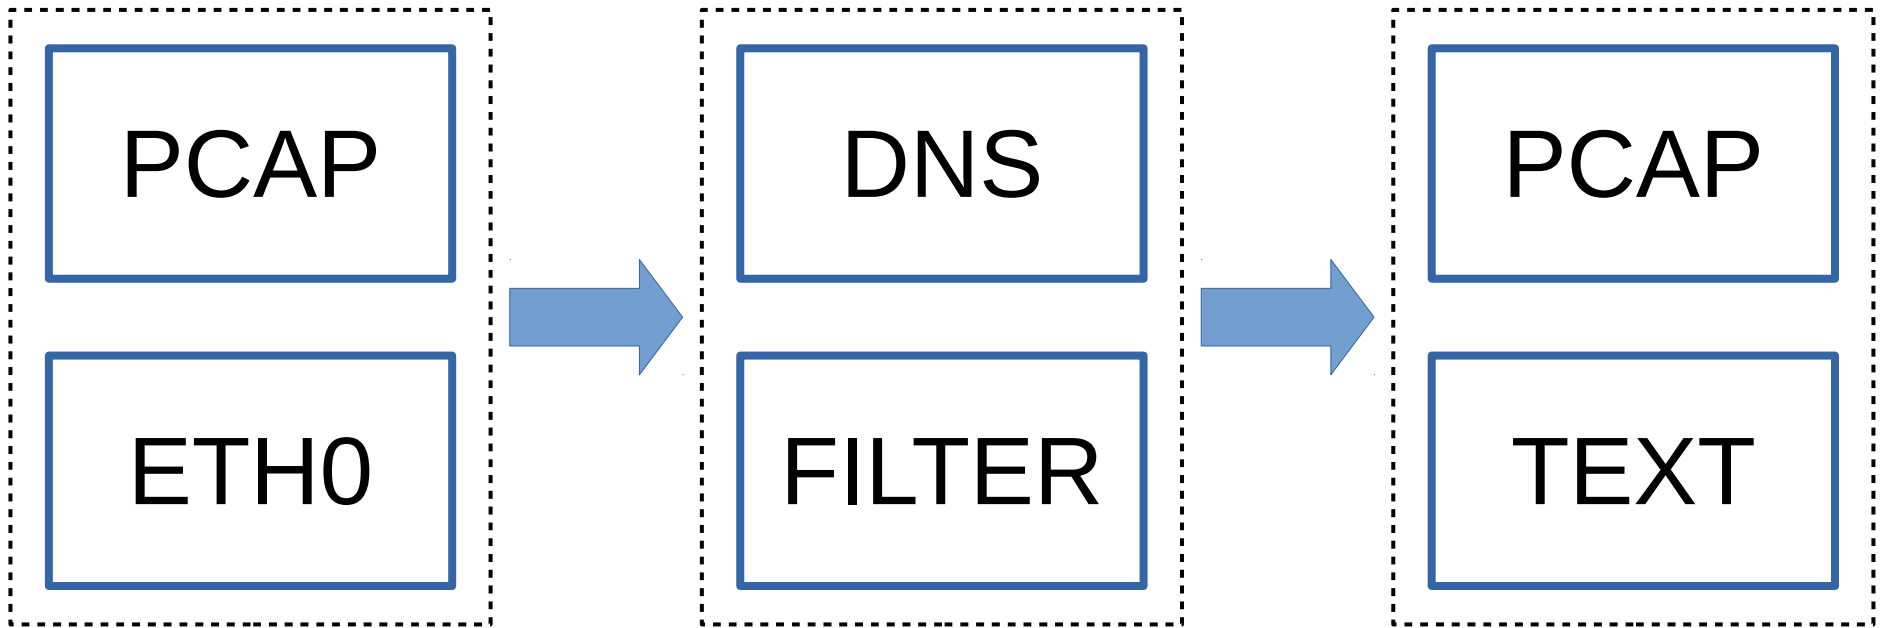 PCAP
ETH0
DNS
FILTER
PCAP
TEXT